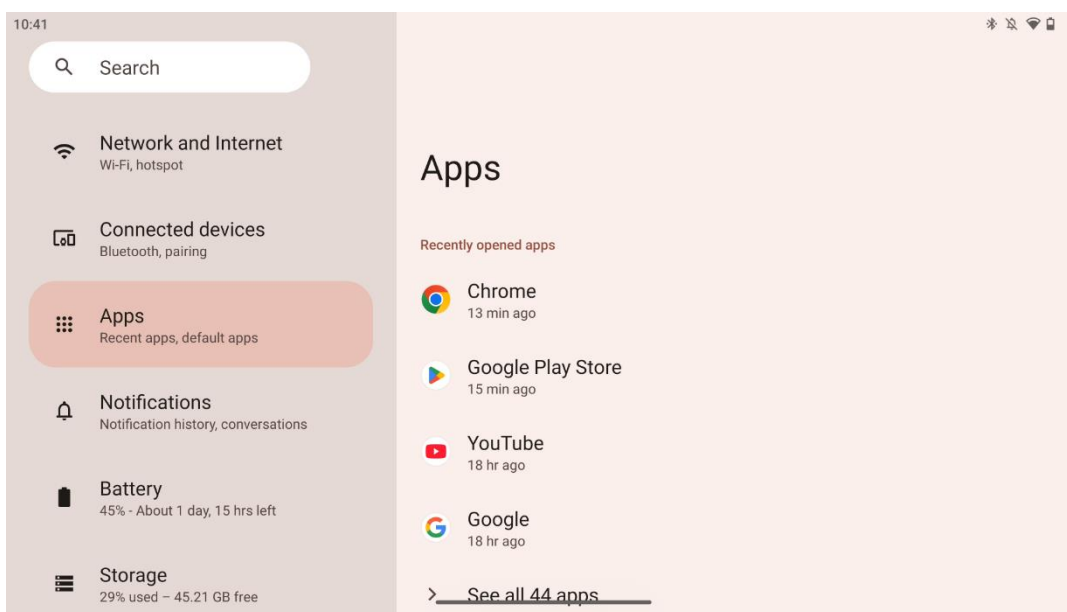 10:41
Search
Network and Internet
Wi-Fi, hotspot
Connected devices
Bluetooth, pairing
Apps
Recent apps, default apps
Notifications
Notification history, conversations
Battery
45% - About 1 day, 15 hrs left
Storage
29% used – 45.21 GB free
Apps
Recently opened apps
Chrome
13 min ago
Google Play Store
15 min ago
YouTube
18 hr ago
Google
18 hr ago
See all 44 apps